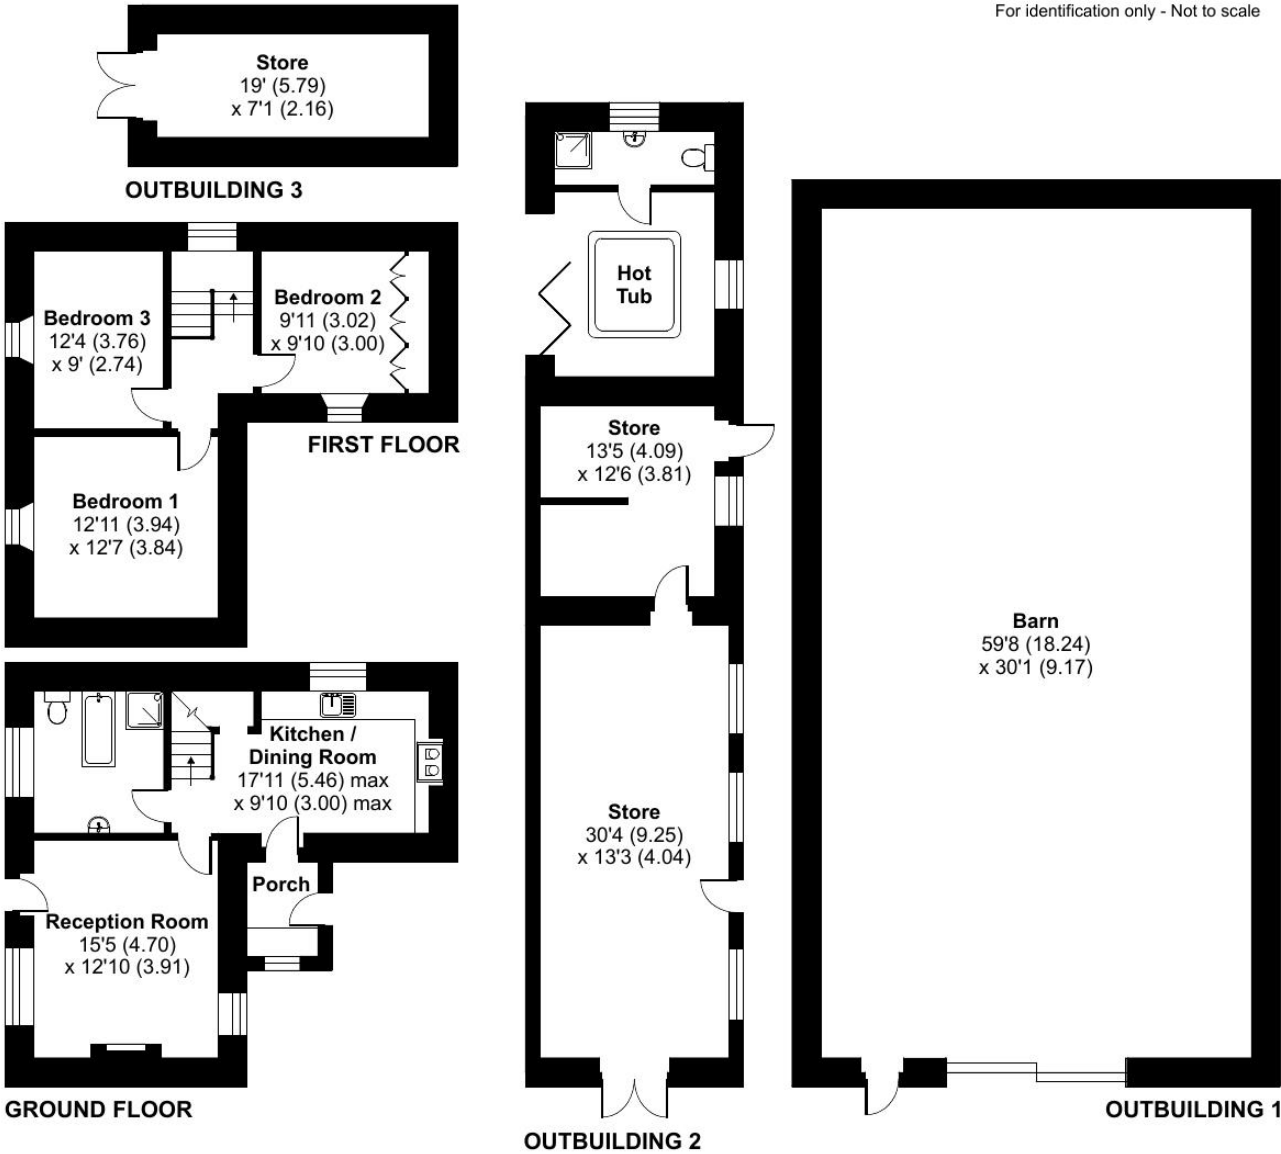 For identification only - Not to scale
Store
19' (5.79)
x 7'1 (2.16)
OUTBUILDING 3
Bedroom 3
12'4 (3.76)
x 9' (2.74)
Bedroom 2
9'11 (3.02)
x 9'10 (3.00)
FIRST FLOOR
Bedroom 1
12'11 (3.94)
x 12'7 (3.84)
Kitchen /
Dining Room
17'11 (5.46) max
x 9'10 (3.00) max
Porch
Reception Room
15'5 (4.70)
x 12'10 (3.91)
GROUND FLOOR
Hot
Tub
Store
13'5 (4.09)
x 12'6 (3.81)
Store
30'4 (9.25)
x 13'3 (4.04)
OUTBUILDING 2
Barn
59'8 (18.24)
x 30'1 (9.17)
OUTBUILDING 1